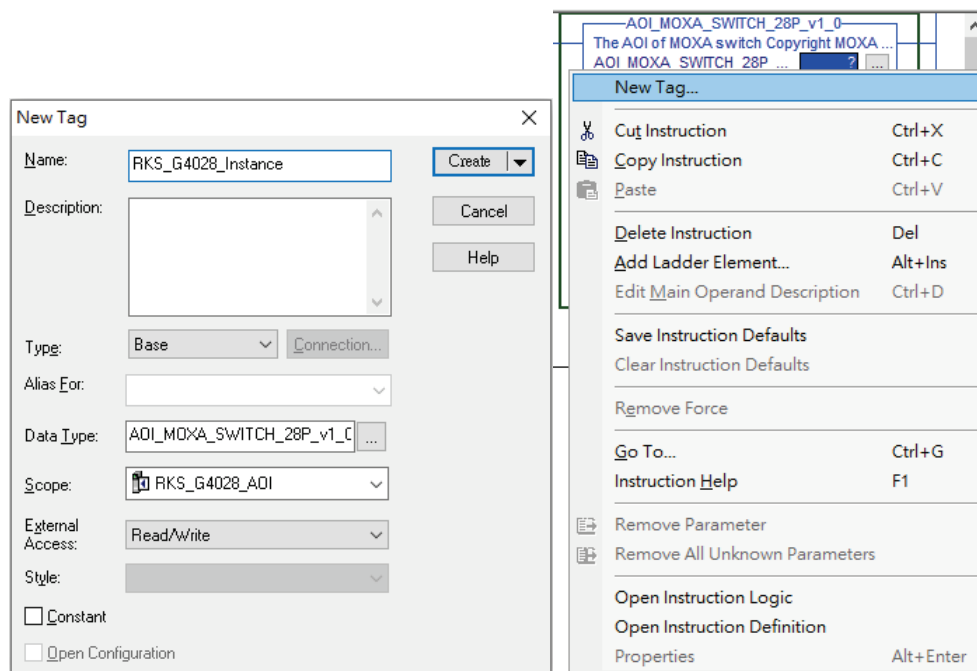 New Tag
Name:
RKS_G4028_Instance
Create
Description:
Cancel
Help
Type:
Base
Connection...
Alias For:
Data Type:
AOI_MOXA_SWITCH_28P_v1_0
...
Scope:
RKS_G4028_AOI
External
Access:
Read/Write
Style:
Constant
Open Configuration
AOI_MOXA_SWITCH_28P_v1_0
The AOI of MOXA switch Copyright MOXA ...
AOI_MOXA_SWITCH_28P ... ? ...
New Tag...
Cut Instruction Ctrl+X
Copy Instruction Ctrl+C
Paste Ctrl+V
Delete Instruction Del
Add Ladder Element... Alt+Ins
Edit Main Operand Description Ctrl+D
Save Instruction Defaults
Clear Instruction Defaults
Remove Force
Go To... Ctrl+G
Instruction Help F1
Remove Parameter
Remove All Unknown Parameters
Open Instruction Logic
Open Instruction Definition
Properties Alt+Enter